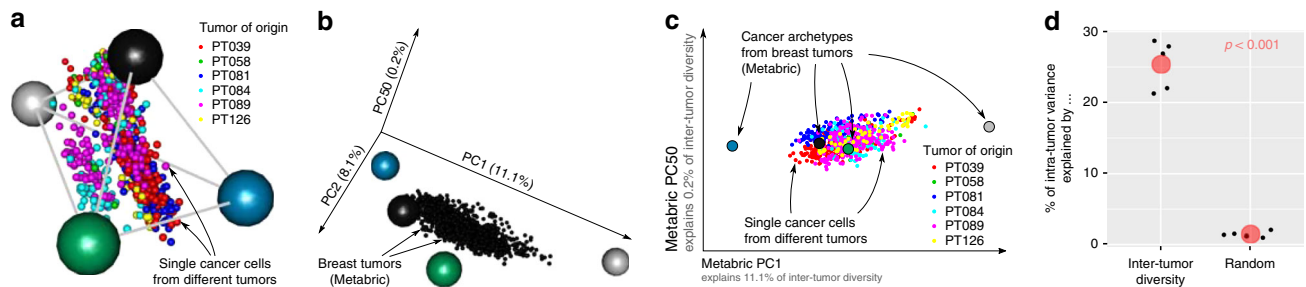 a
Tumor of origin
PT039
PT058
PT081
PT084
PT089
PT126
Single cancer cells
from different tumors
b
PC50 (0.2%)
PC1 (11.1%)
PC2 (8.1%)
Breast tumors
(Metabric)
c
Cancer archetypes
from breast tumors
(Metabric)
Metabric PC50
explains 0.2% of inter-tumor diversity
Tumor of origin
PT039
PT058
PT081
PT084
PT089
PT126
Single cancer cells
from different tumors
Metabric PC1
explains 11.1% of inter-tumor diversity
d
% of intra-tumor variance
explained by ...
30
20
10
0
p < 0.001
Inter-tumor
diversity
Random